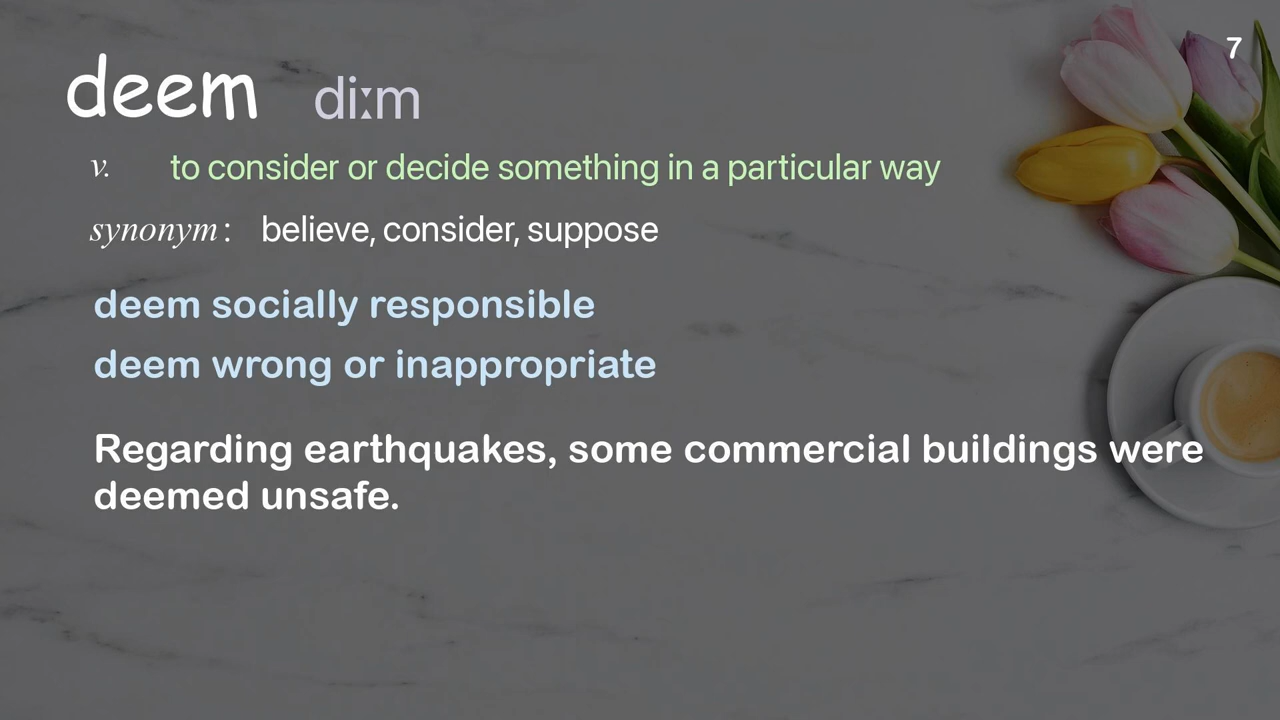 7
deem diːm
v. to consider or decide something in a particular way
synonym: believe, consider, suppose
deem socially responsible
deem wrong or inappropriate
Regarding earthquakes, some commercial buildings were
deemed unsafe.